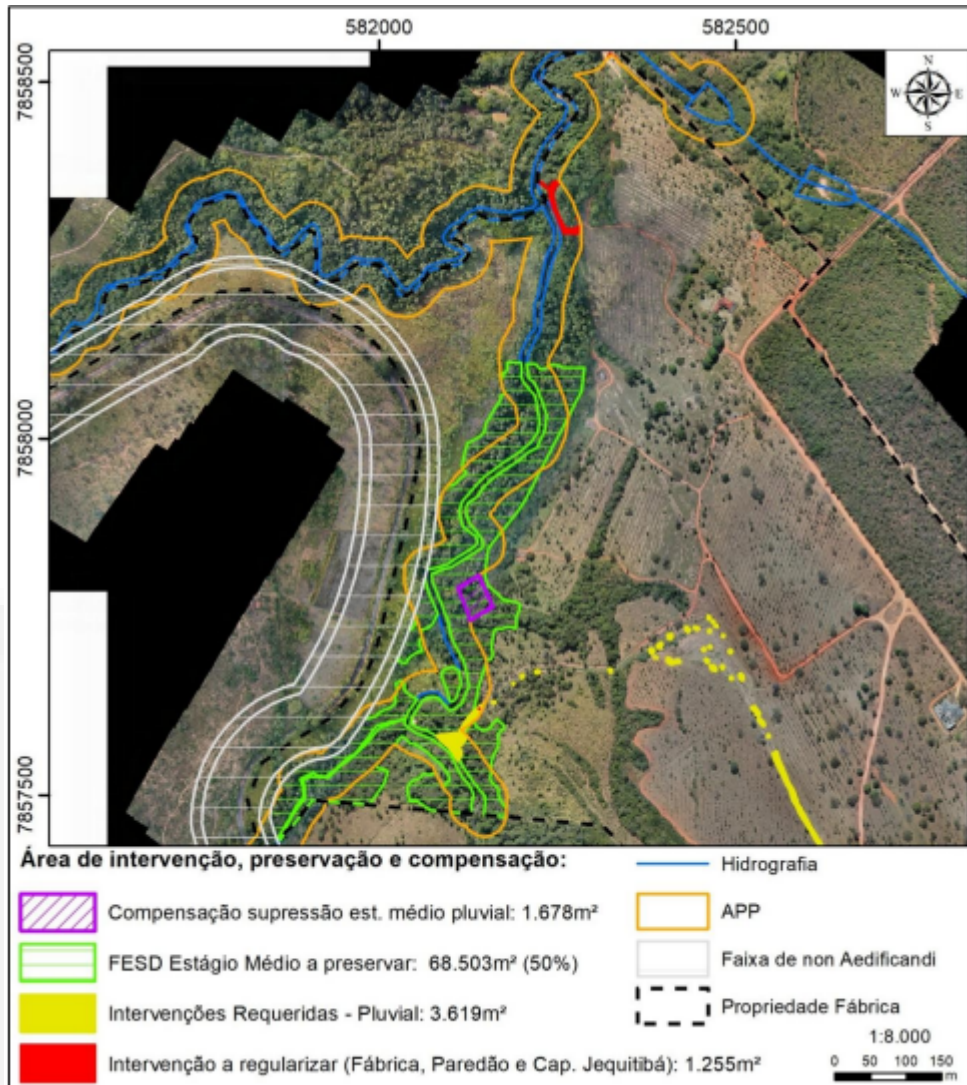 582000 582500
N
W E
S
7858500
7858000
7857500
Área de intervenção, preservação e compensação:
Compensação supressão est. médio pluvial: 1.678m²
FESD Estágio Médio a preservar: 68.503m² (50%)
Intervenções Requeridas - Pluvial: 3.619m²
Intervenção a regularizar (Fábrica, Paredão e Cap. Jequitibá): 1.255m²
Hidrografia
APP
Faixa de non Aedificandi
Propriedade Fábrica
1:8.000
0 50 100 150
m